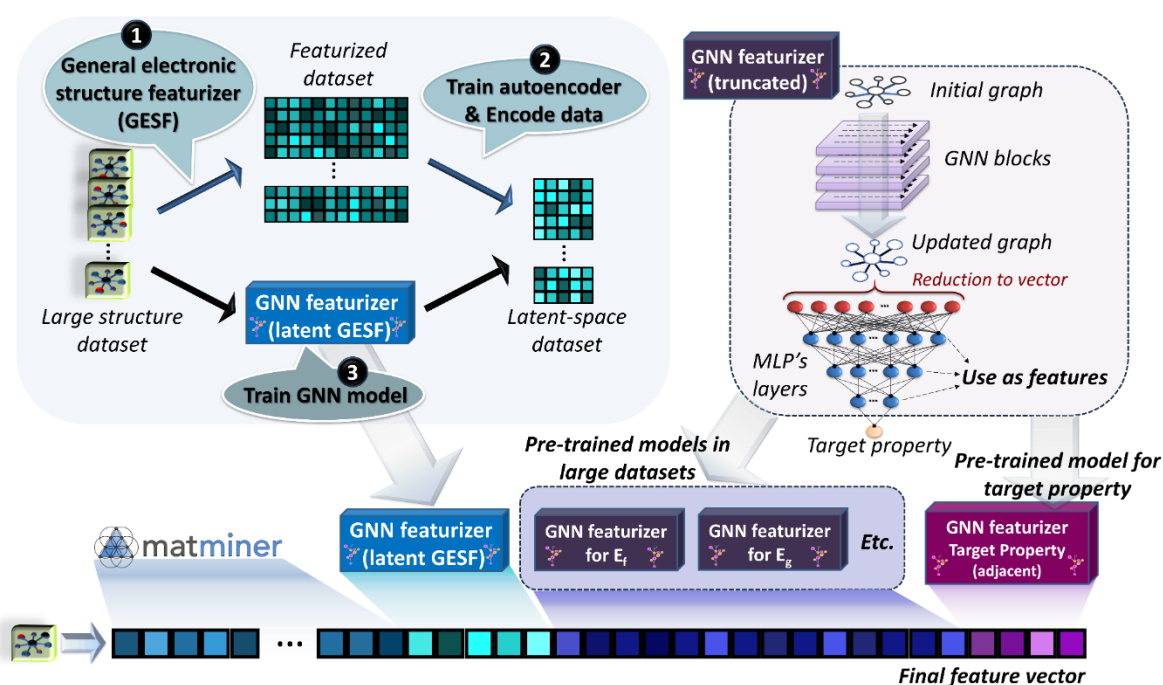 1
General electronic
structure featurizer
(GESF)
Featurized
dataset
2
Train autoencoder
& Encode data
Large structure
dataset
GNN featurizer
(latent GESF)
Latent-space
dataset
3
Train GNN model
GNN featurizer
(truncated)
Initial graph
GNN blocks
Updated graph
Reduction to vector
MLP's
layers
Use as features
Target property
Pre-trained models in
large datasets
Pre-trained model for
target property
matminer
GNN featurizer
(latent GESF)
GNN featurizer
for Ef
GNN featurizer
for Eg
Etc.
GNN featurizer
Target Property
(adjacent)
Final feature vector